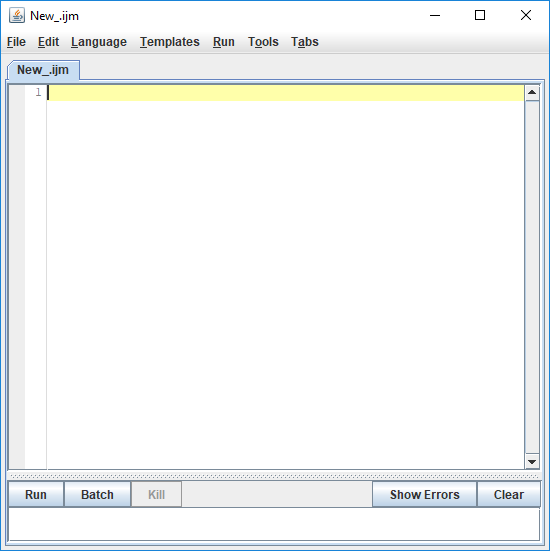 New_.ijm
File Edit Language Templates Run Tools Tabs
New_.ijm
1
Run Batch Kill Show Errors Clear